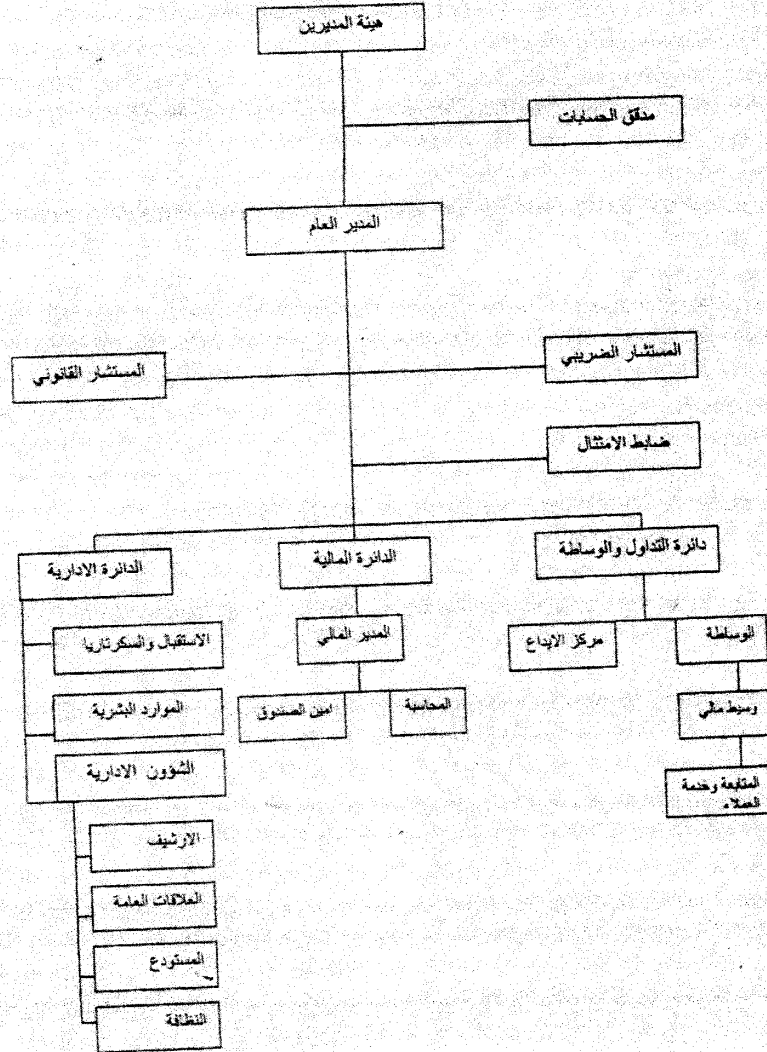 هيئة المديرين
مدقق الحسابات
المدير العام
المستشار الضريبي
المستشار القانوني
ضابط الامتثال
دائرة التداول والوساطة
الدائرة المالية
الدائرة الادارية
الوساطة
مركز الايداع
المدير المالي
الاستقبال والسكرتاريا
وسيط مالي
المحاسبة
امين الصندوق
الموارد البشرية
المتابعة وخدمة
العملاء
الشؤون الادارية
الارشيف
العلاقات العامة
المستودع
النظافة